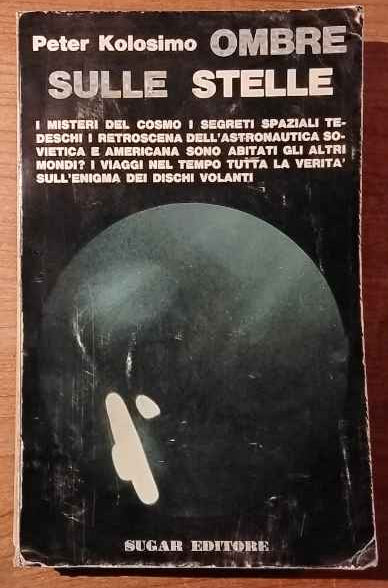 Peter Kolosimo OMBRE
SULLE STELLE
I MISTERI DEL COSMO I SEGRETI SPAZIALI TE-
DESCHI I RETROSCENA DELL'ASTRONAUTICA SO-
VIETICA E AMERICANA SONO ABITATI GLI ALTRI
MONDI? I VIAGGI NEL TEMPO TUTTA LA VERITA'
SULL'ENIGMA DEI DISCHI VOLANTI
SUGAR EDITORE